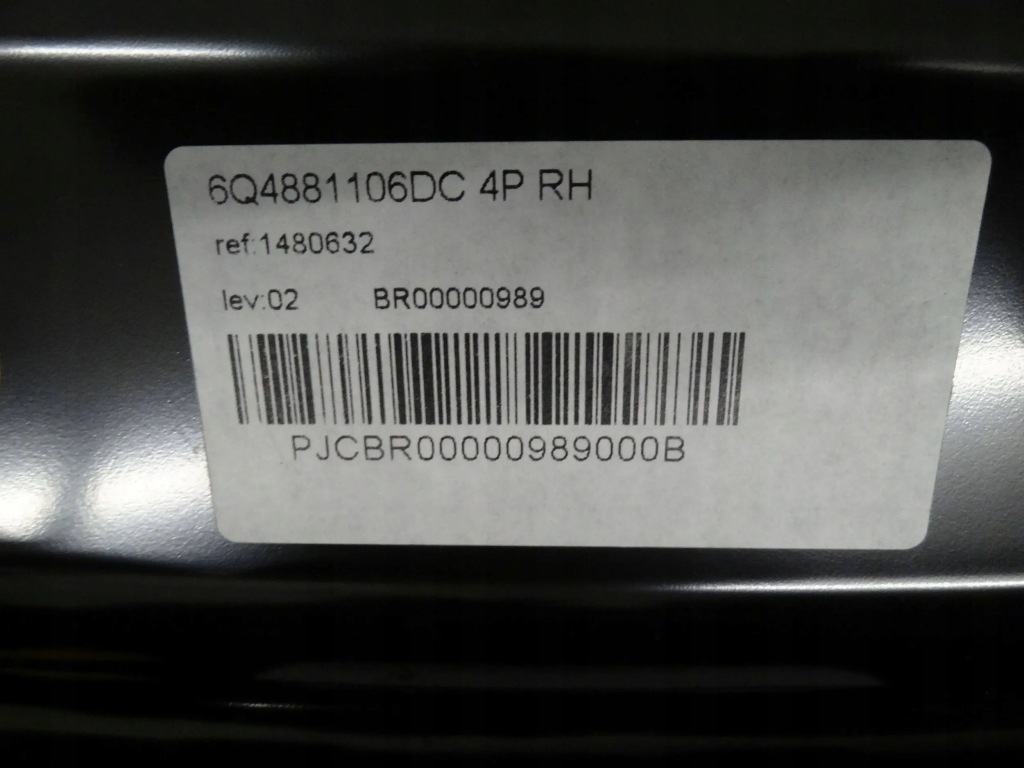 6Q4881106DC 4P RH
ref:1480632
lev:02 BR00000989
PJCBR00000989000B